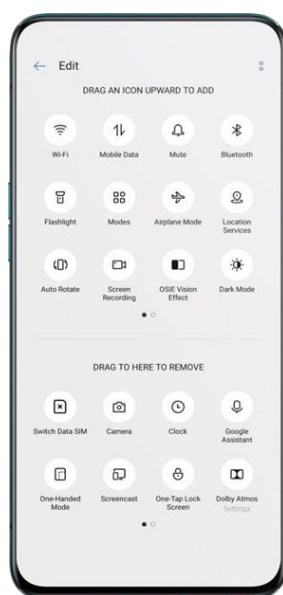 Edit
DRAG AN ICON UPWARD TO ADD
Wi-Fi
Mobile Data
Mute
Bluetooth
Flashlight
Modes
Airplane Mode
Location
Services
Auto Rotate
Screen
Recording
OSIE Vision
Effect
Dark Mode
DRAG TO HERE TO REMOVE
Switch Data SIM
Camera
Clock
Google
Assistant
One-Handed
Mode
Screencast
One-Tap Lock
Screen
Dolby Atmos
Settings